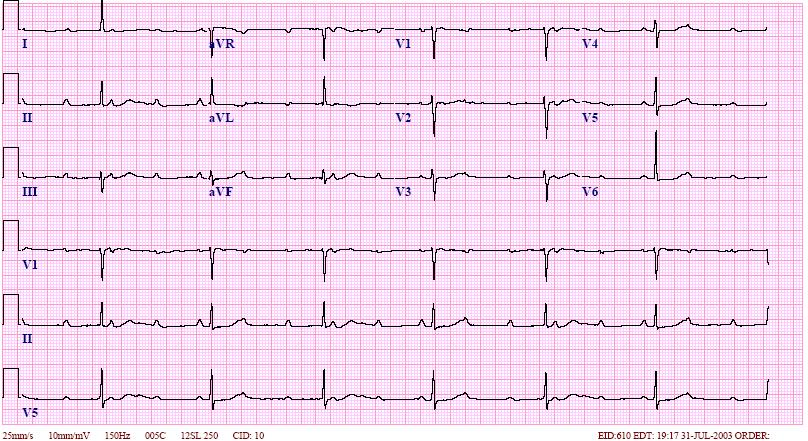 I aVR V1 V4
II aVL V2 V5
III aVF V3 V6
V1
II
V5
25mm/s 10mm/mV 150Hz 005C 12SL 250 CID: 10 EID:610 EDT: 19:17 31-JUL-2003 ORDER: